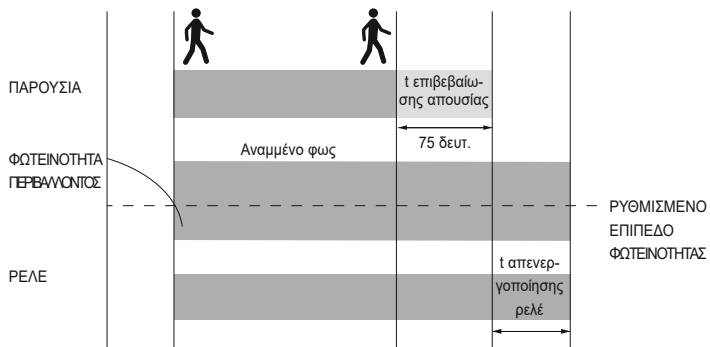 ΠΑΡΟΥΣΙΑ
t επιβεβαίω-
σης απουσίας
75 δευτ.
Αναμμένο φως
ΦΩΤΕΙΝΟΤΗΤΑ
ΠΕΡΙΒΑΛΛΟΝΤΟΣ
ΡΥΘΜΙΣΜΕΝΟ
ΕΠΙΠΕΔΟ
ΦΩΤΕΙΝΟΤΗΤΑΣ
ΡΕΛΕ
t απενερ-
γοποίησης
ρελέ